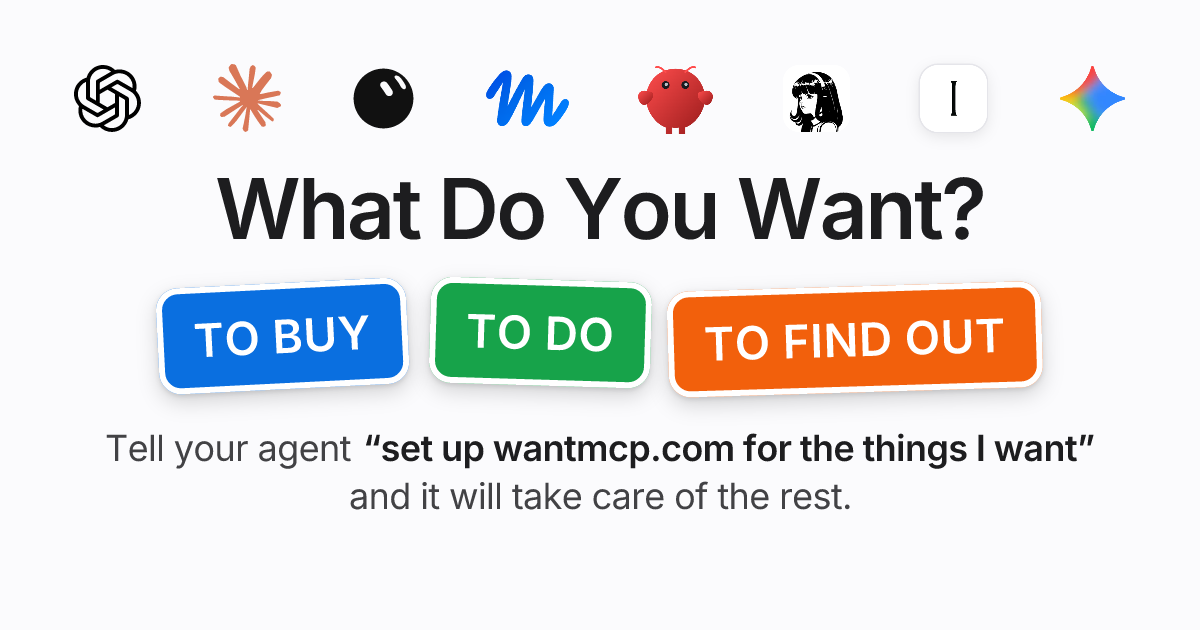 I
What Do You Want?
TO BUY
TO DO
TO FIND OUT
Tell your agent “set up wantmcp.com for the things I want”
and it will take care of the rest.